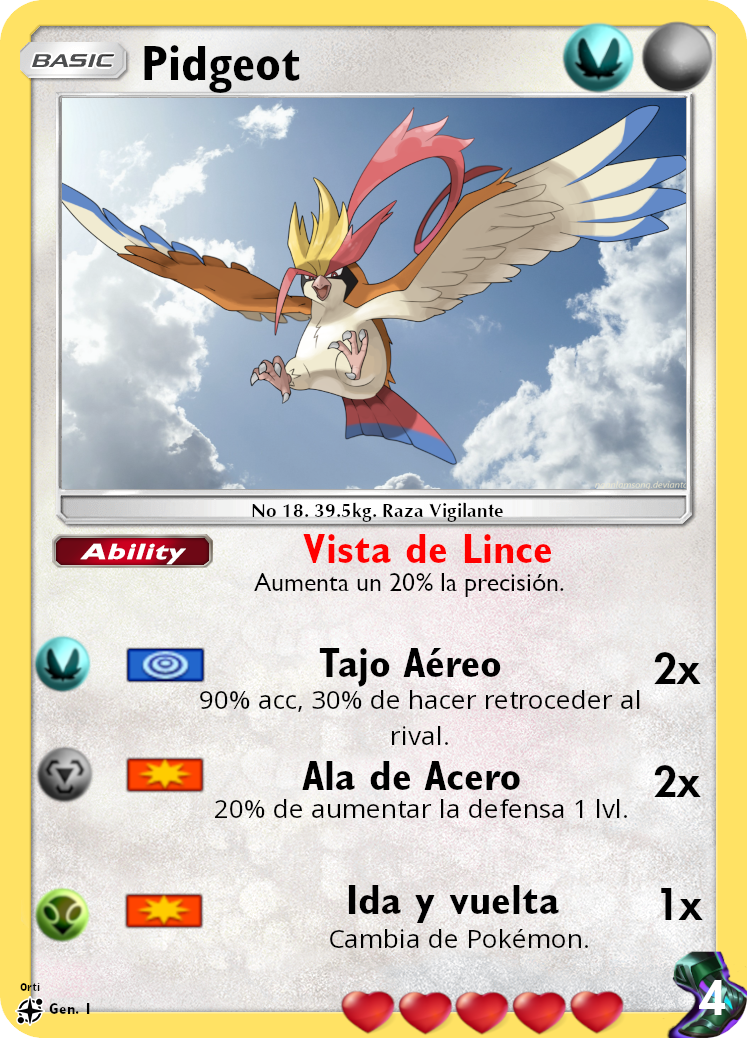 BASIC
Pidgeot
No 18. 39.5kg. Raza Vigilante
Ability
Vista de Lince
Aumenta un 20% la precisión.
Tajo Aéreo
2x
90% acc, 30% de hacer retroceder al
rival.
Ala de Acero
2x
20% de aumentar la defensa 1 lvl.
Ida y vuelta
1x
Cambia de Pokémon.
Orti
Gen. I
4